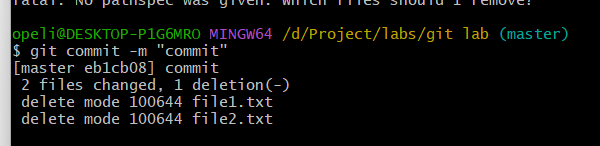 fatal: No pathspec was given. Which files should I remove?
opeli@DESKTOP-P1G6MRO MINGW64 /d/Project/labs/git lab (master)
$ git commit -m "commit"
[master eb1cb08] commit
 2 files changed, 1 deletion(-)
 delete mode 100644 file1.txt
 delete mode 100644 file2.txt